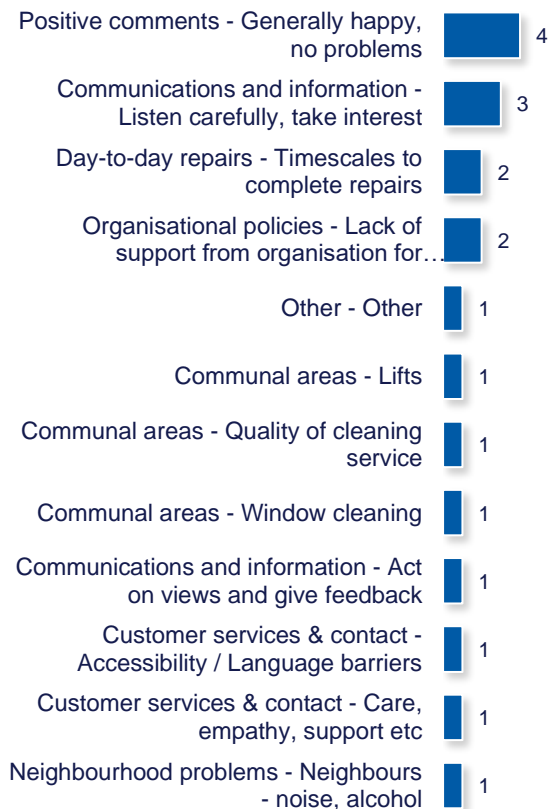 Positive comments - Generally happy,
no problems
4
Communications and information -
Listen carefully, take interest
3
Day-to-day repairs - Timescales to
complete repairs
2
Organisational policies - Lack of
support from organisation for…
2
Other - Other
1
Communal areas - Lifts
1
Communal areas - Quality of cleaning
service
1
Communal areas - Window cleaning
1
Communications and information - Act
on views and give feedback
1
Customer services & contact -
Accessibility / Language barriers
1
Customer services & contact - Care,
empathy, support etc
1
Neighbourhood problems - Neighbours
- noise, alcohol
1